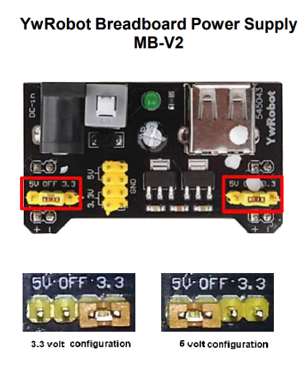 YwRobot Breadboard Power Supply
MB-V2
DC-in
545043
YwRobot
5V
3.3V
GND
5V OFF 3.3
5V 3.3
+ -
+ -
5V-OFF-3.3
5V-OFF-3.3
3.3 volt configuration
5 volt configuration